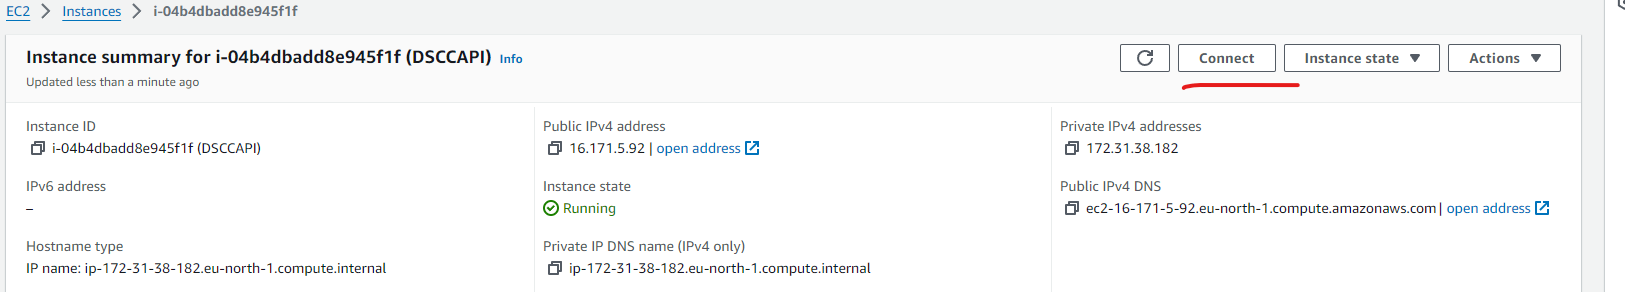 EC2 > Instances > i-04b4dbadd8e945f1f
Instance summary for i-04b4dbadd8e945f1f (DSCCAPI) Info
Connect
Instance state
Actions
Updated less than a minute ago
Instance ID
i-04b4dbadd8e945f1f (DSCCAPI)
Public IPv4 address
16.171.5.92 | open address
Private IPv4 addresses
172.31.38.182
IPv6 address
–
Instance state
Running
Public IPv4 DNS
ec2-16-171-5-92.eu-north-1.compute.amazonaws.com | open address
Hostname type
IP name: ip-172-31-38-182.eu-north-1.compute.internal
Private IP DNS name (IPv4 only)
ip-172-31-38-182.eu-north-1.compute.internal